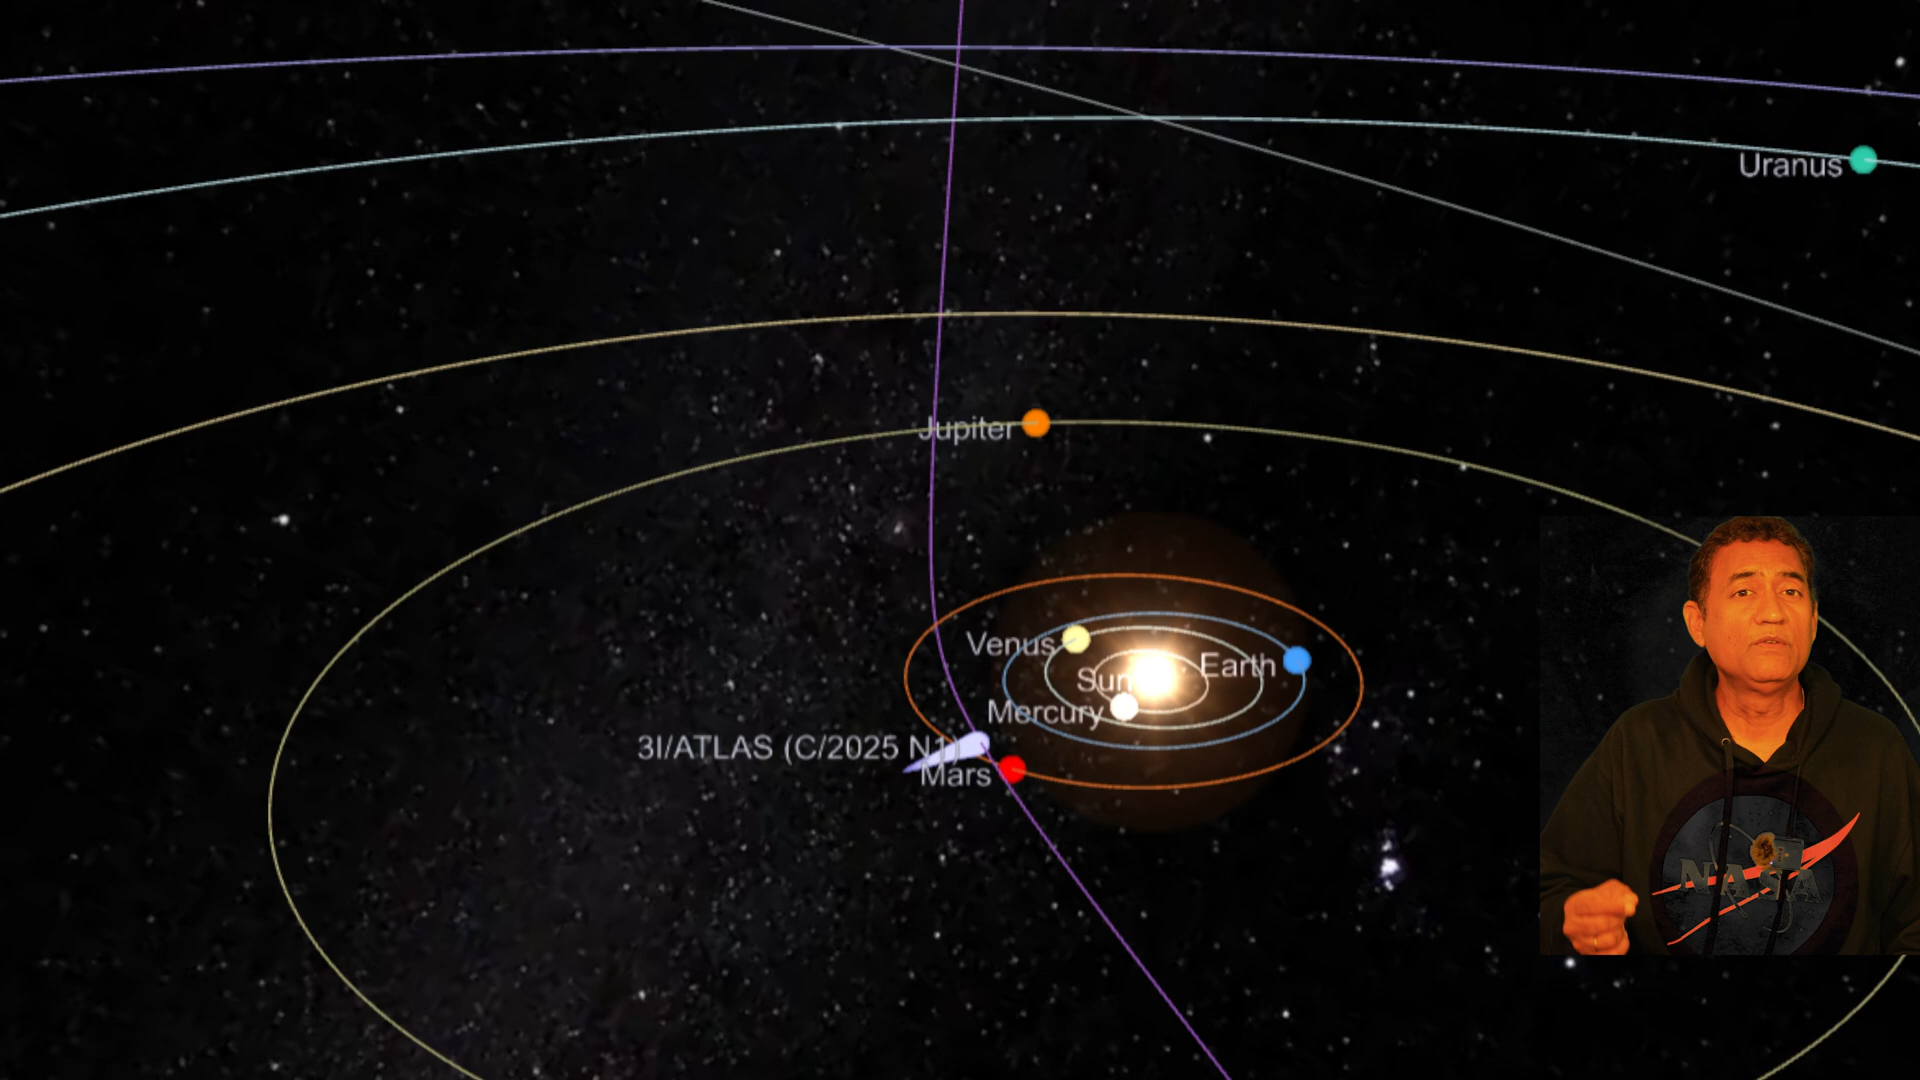 Uranus
Jupiter
Venus
Earth
Sun
Mercury
3I/ATLAS (C/2025 N1)
Mars
NASA